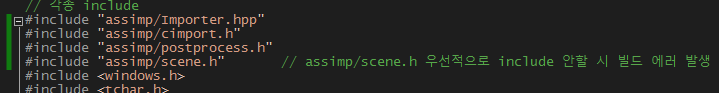 // 각종 include
#include "assimp/Importer.hpp"
#include "assimp/cimport.h"
#include "assimp/postprocess.h"
#include "assimp/scene.h" // assimp/scene.h 우선적으로 include 안할 시 빌드 에러 발생
#include <windows.h>
#include <tchar.h>